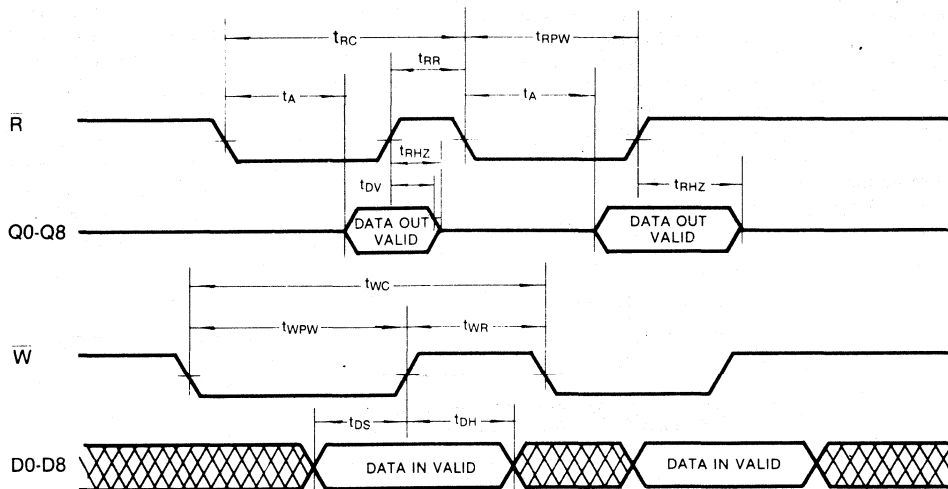 tRC
tRPW
tRR
tA
tA
R̅
tRHZ
tRHZ
tDV
Q0-Q8
DATA OUT
VALID
DATA OUT
VALID
tWC
tWPW
tWR
W̅
tDS
tDH
D0-D8
DATA IN VALID
DATA IN VALID